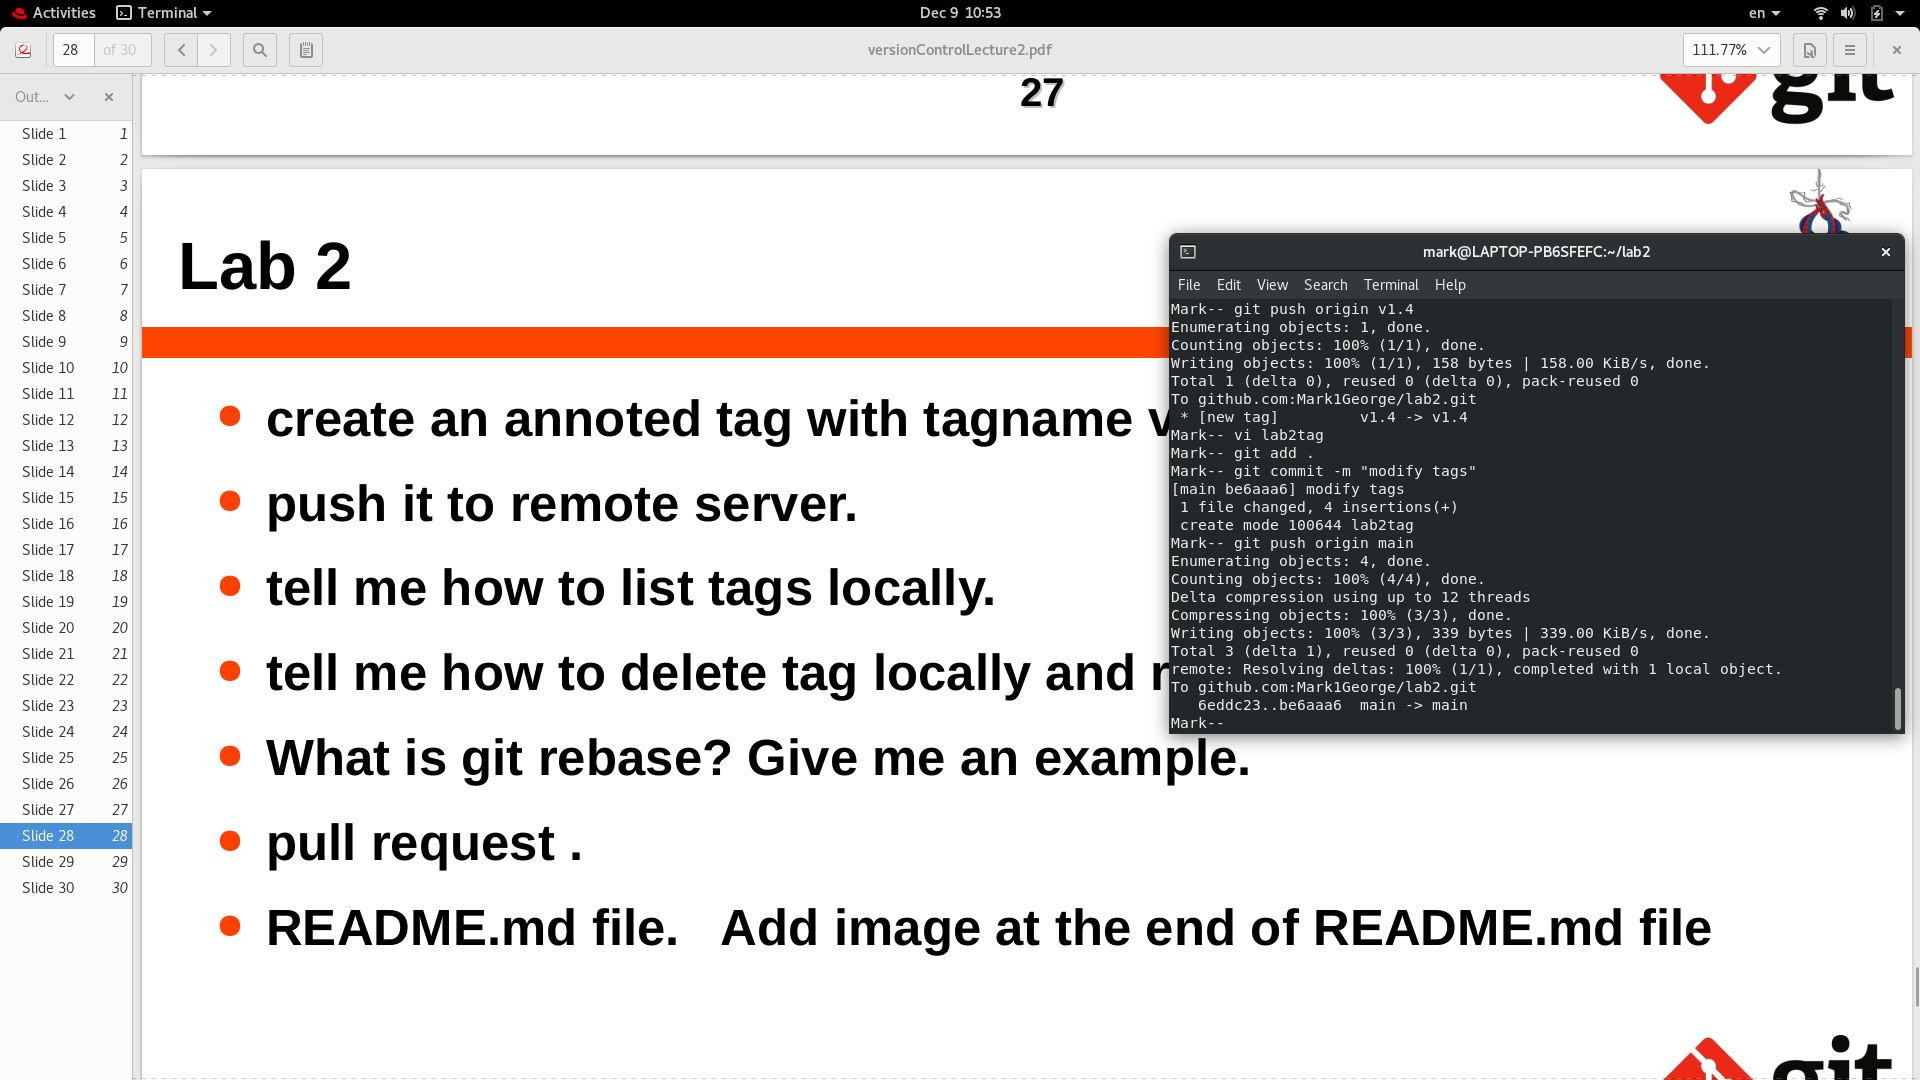 Activities
Terminal
Dec 9 10:53
en
28
of 30
versionControlLecture2.pdf
111.77%
Out...
Slide 1 1
Slide 2 2
Slide 3 3
Slide 4 4
Slide 5 5
Slide 6 6
Slide 7 7
Slide 8 8
Slide 9 9
Slide 10 10
Slide 11 11
Slide 12 12
Slide 13 13
Slide 14 14
Slide 15 15
Slide 16 16
Slide 17 17
Slide 18 18
Slide 19 19
Slide 20 20
Slide 21 21
Slide 22 22
Slide 23 23
Slide 24 24
Slide 25 25
Slide 26 26
Slide 27 27
Slide 28 28
Slide 29 29
Slide 30 30
27
git
Lab 2
create an annoted tag with tagname
push it to remote server.
tell me how to list tags locally.
tell me how to delete tag locally and
What is git rebase? Give me an example.
pull request .
README.md file. Add image at the end of README.md file
git
mark@LAPTOP-PB6SFEFC:~/lab2
File Edit View Search Terminal Help
Mark-- git push origin v1.4
Enumerating objects: 1, done.
Counting objects: 100% (1/1), done.
Writing objects: 100% (1/1), 158 bytes | 158.00 KiB/s, done.
Total 1 (delta 0), reused 0 (delta 0), pack-reused 0
To github.com:Mark1George/lab2.git
 * [new tag]         v1.4 -> v1.4
Mark-- vi lab2tag
Mark-- git add .
Mark-- git commit -m "modify tags"
[main be6aaa6] modify tags
 1 file changed, 4 insertions(+)
 create mode 100644 lab2tag
Mark-- git push origin main
Enumerating objects: 4, done.
Counting objects: 100% (4/4), done.
Delta compression using up to 12 threads
Compressing objects: 100% (3/3), done.
Writing objects: 100% (3/3), 339 bytes | 339.00 KiB/s, done.
Total 3 (delta 1), reused 0 (delta 0), pack-reused 0
remote: Resolving deltas: 100% (1/1), completed with 1 local object.
To github.com:Mark1George/lab2.git
   6eddc23..be6aaa6  main -> main
Mark--